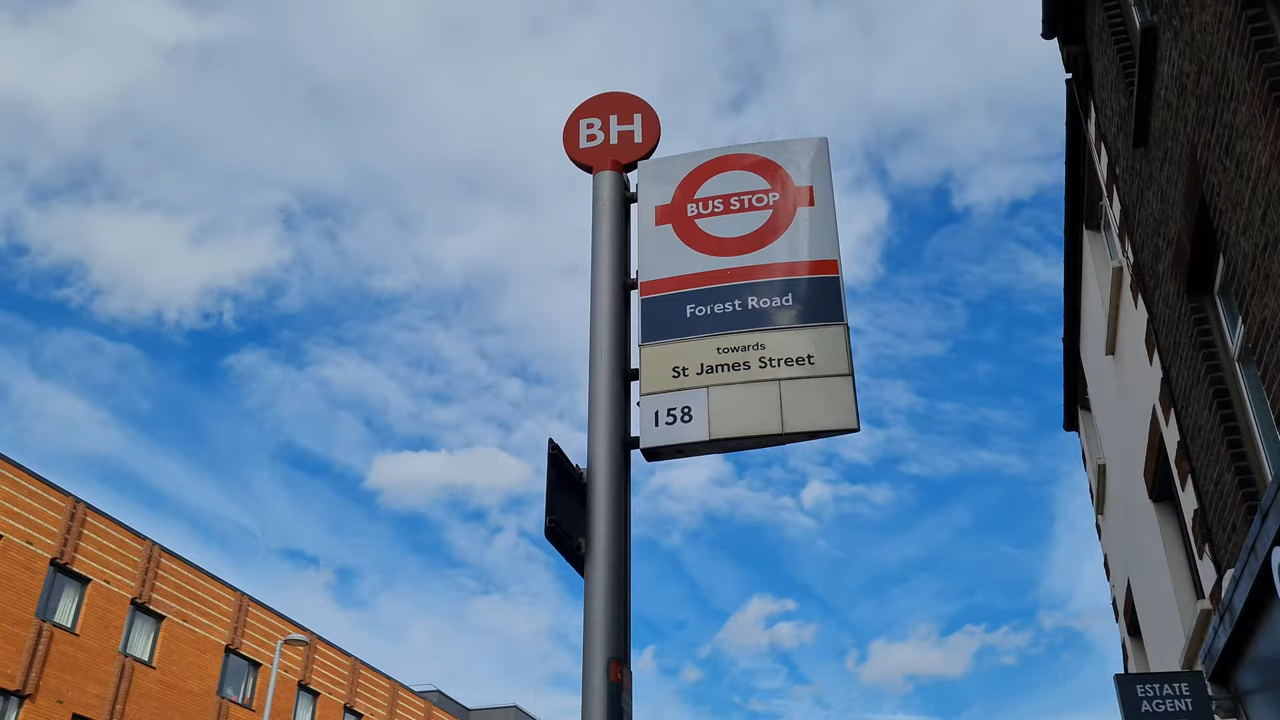 BH
BUS STOP
Forest Road
towards
St James Street
158
ESTATE
AGENT